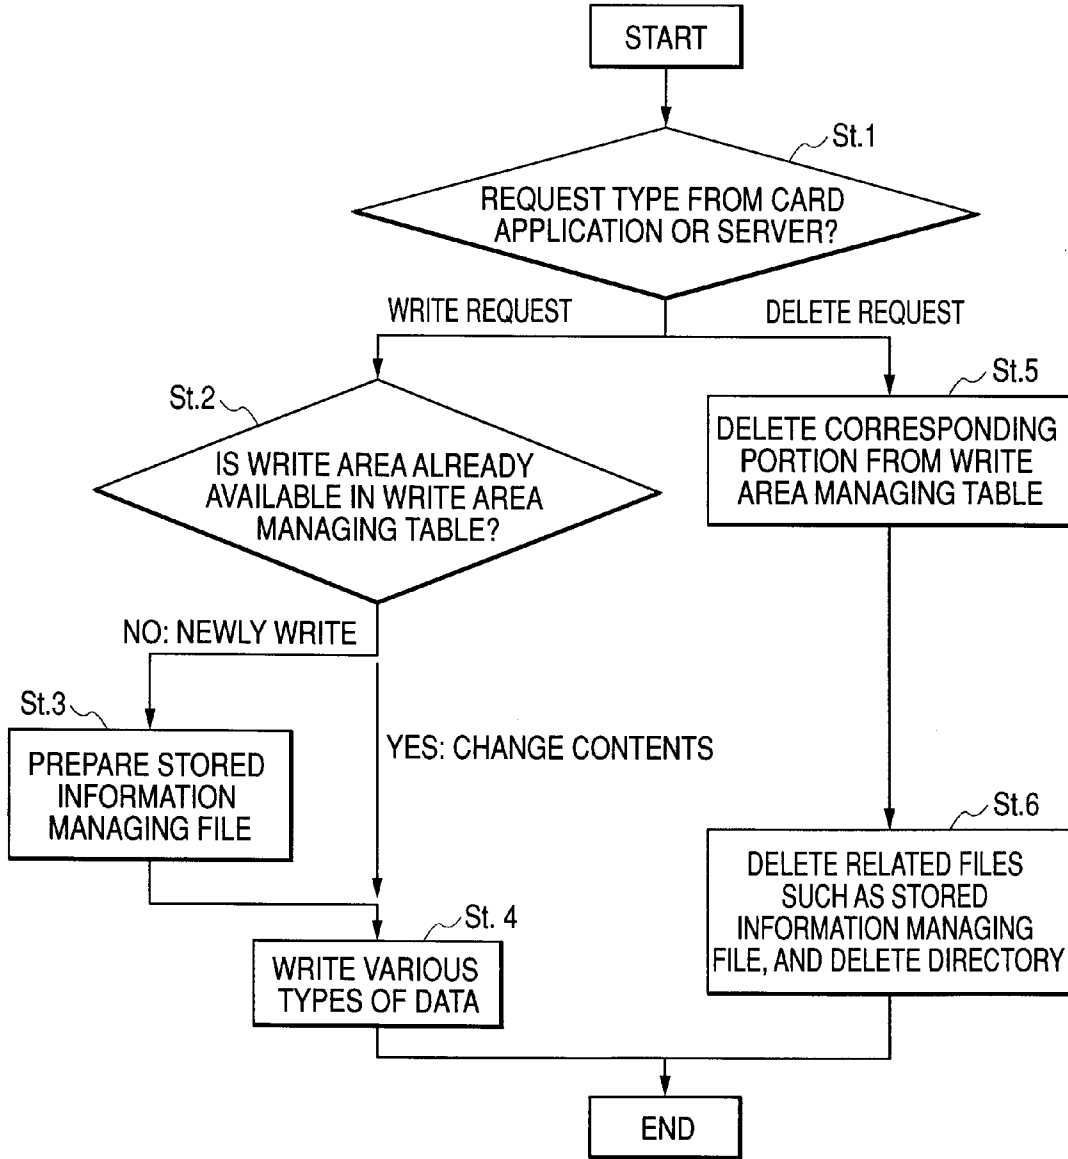 START
St.1
REQUEST TYPE FROM CARD
APPLICATION OR SERVER?
WRITE REQUEST
DELETE REQUEST
St.2
IS WRITE AREA ALREADY
AVAILABLE IN WRITE AREA
MANAGING TABLE?
St.5
DELETE CORRESPONDING
PORTION FROM WRITE
AREA MANAGING TABLE
NO: NEWLY WRITE
St.3
PREPARE STORED
INFORMATION
MANAGING FILE
YES: CHANGE CONTENTS
St.6
DELETE RELATED FILES
SUCH AS STORED
INFORMATION MANAGING
FILE, AND DELETE DIRECTORY
St. 4
WRITE VARIOUS
TYPES OF DATA
END